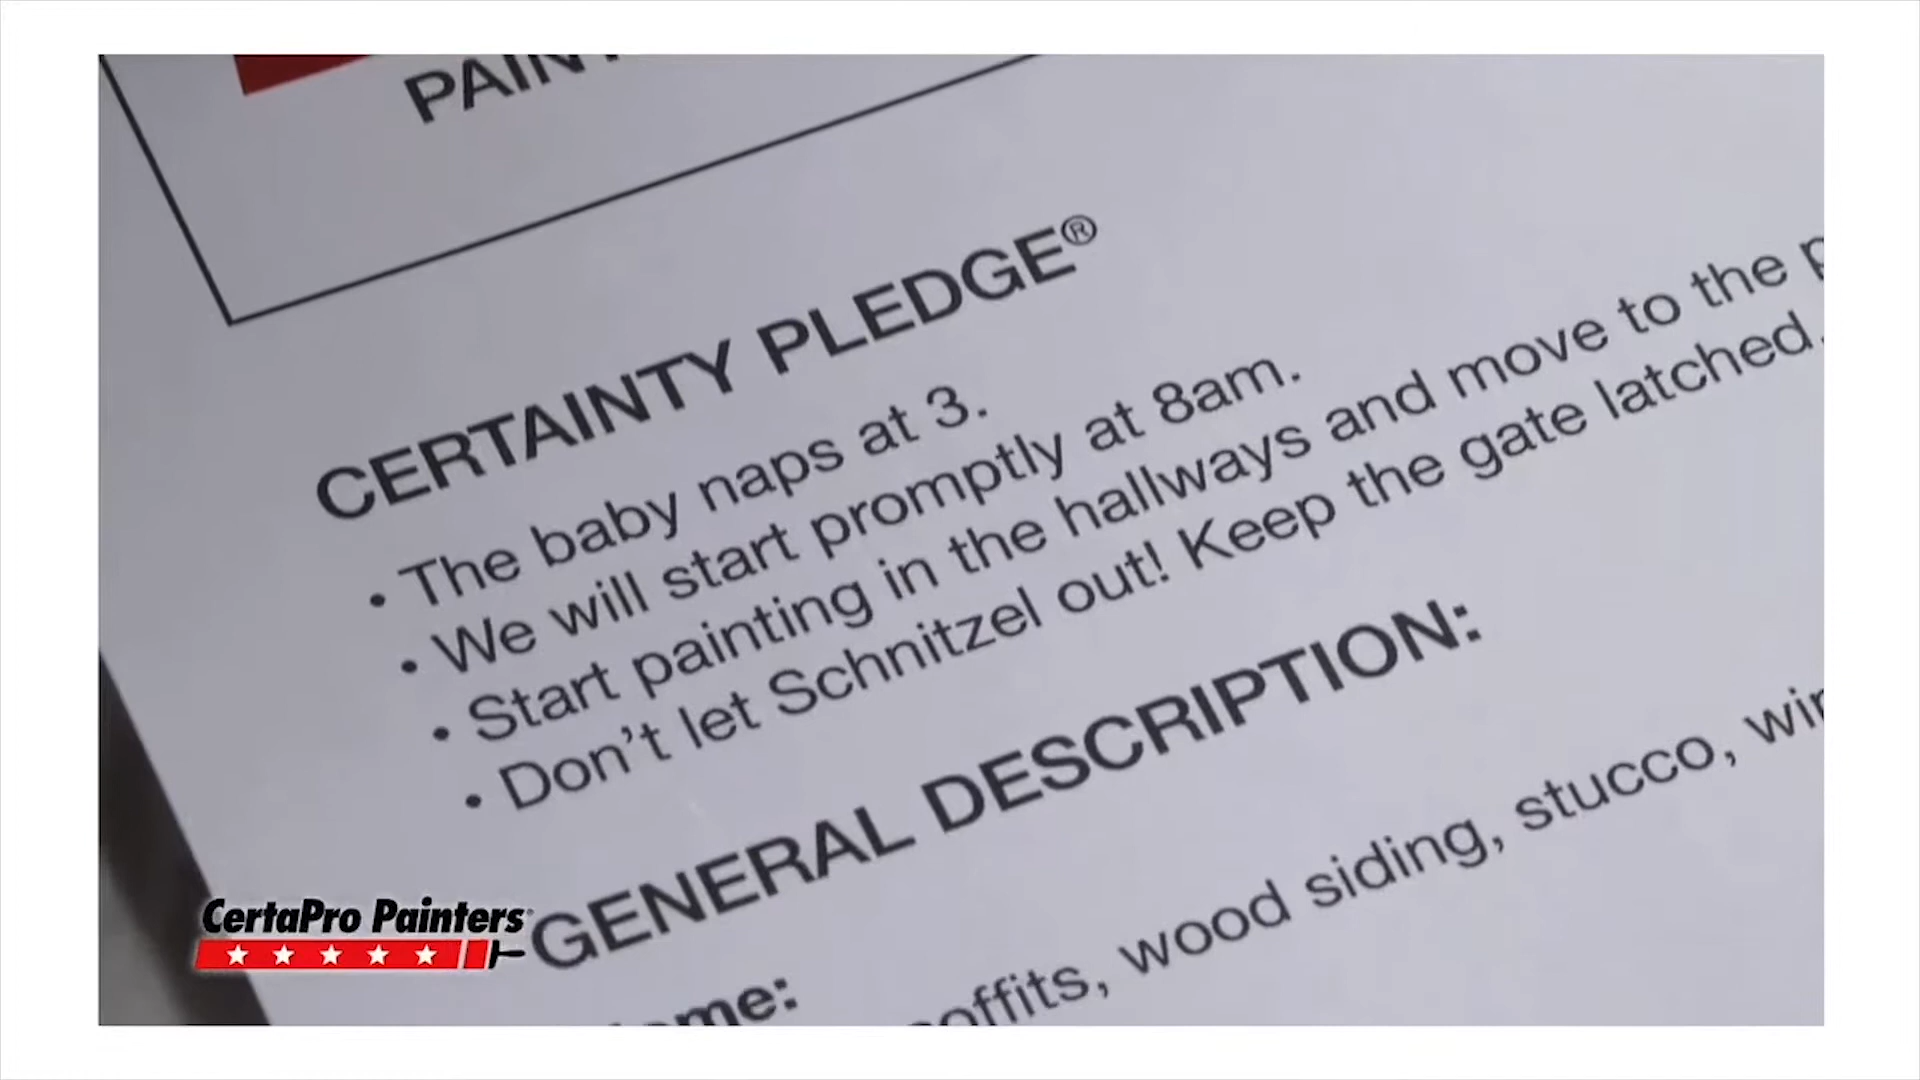 CERTAINTY PLEDGE®
• The baby naps at 3.
• We will start promptly at 8am.
• Start painting in the hallways and move to the
• Don't let Schnitzel out! Keep the gate latched.
GENERAL DESCRIPTION:
wood siding, stucco,
CertaPro Painters